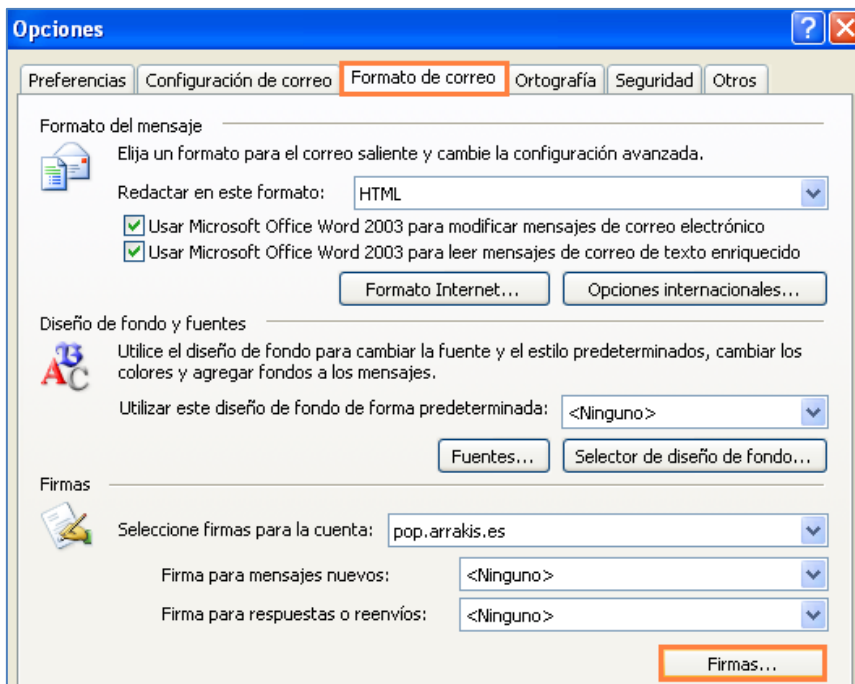 Opciones
Preferencias Configuración de correo Formato de correo Ortografía Seguridad Otros
Formato del mensaje
Elija un formato para el correo saliente y cambie la configuración avanzada.
Redactar en este formato: HTML
Usar Microsoft Office Word 2003 para modificar mensajes de correo electrónico
Usar Microsoft Office Word 2003 para leer mensajes de correo de texto enriquecido
Formato Internet... Opciones internacionales...
Diseño de fondo y fuentes
Utilice el diseño de fondo para cambiar la fuente y el estilo predeterminados, cambiar los
colores y agregar fondos a los mensajes.
Utilizar este diseño de fondo de forma predeterminada: <Ninguno>
Fuentes... Selector de diseño de fondo...
Firmas
Seleccione firmas para la cuenta: pop.arrakis.es
Firma para mensajes nuevos: <Ninguno>
Firma para respuestas o reenvíos: <Ninguno>
Firmas...